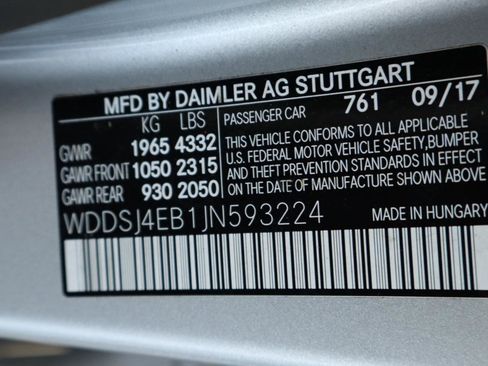 MFD BY DAIMLER AG STUTTGART
KG LBS
GVWR 1965 4332
GAWR FRONT 1050 2315
GAWR REAR 930 2050
PASSENGER CAR 761 09/17
THIS VEHICLE CONFORMS TO ALL APPLICABLE
U.S. FEDERAL MOTOR VEHICLE SAFETY,BUMPER
AND THEFT PREVENTION STANDARDS IN EFFECT
ON THE DATE OF MANUFACTURE SHOWN ABOVE
WDDSJ4EB1JN593224
MADE IN HUNGARY